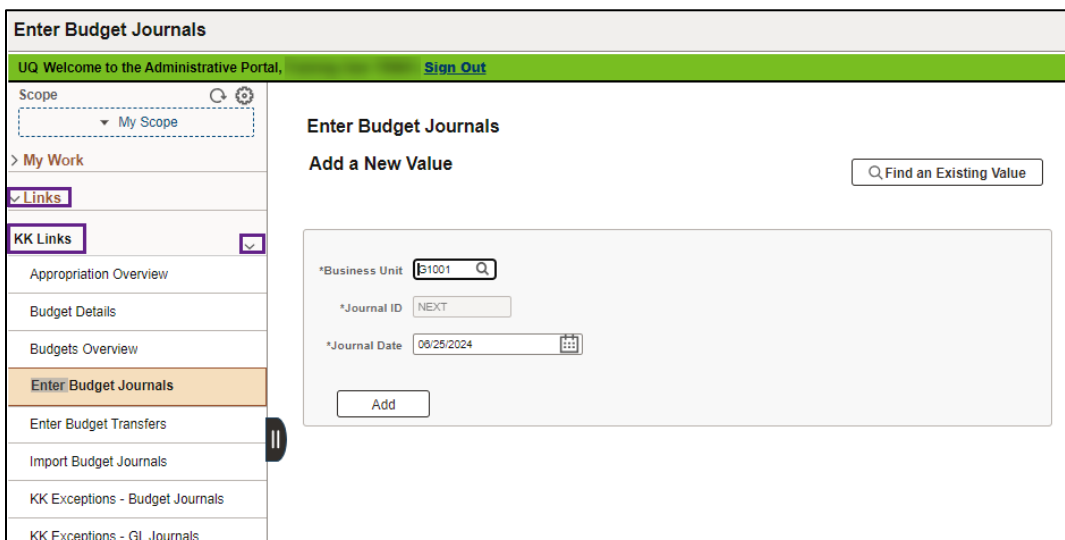 Enter Budget Journals
UQ Welcome to the Administrative Portal, Sign Out
Scope
My Scope
My Work
Links
KK Links
Appropriation Overview
Budget Details
Budgets Overview
Enter Budget Journals
Enter Budget Transfers
Import Budget Journals
KK Exceptions - Budget Journals
KK Exceptions - GL Journals
Enter Budget Journals
Add a New Value
Find an Existing Value
*Business Unit 31001
*Journal ID NEXT
*Journal Date 06/25/2024
Add